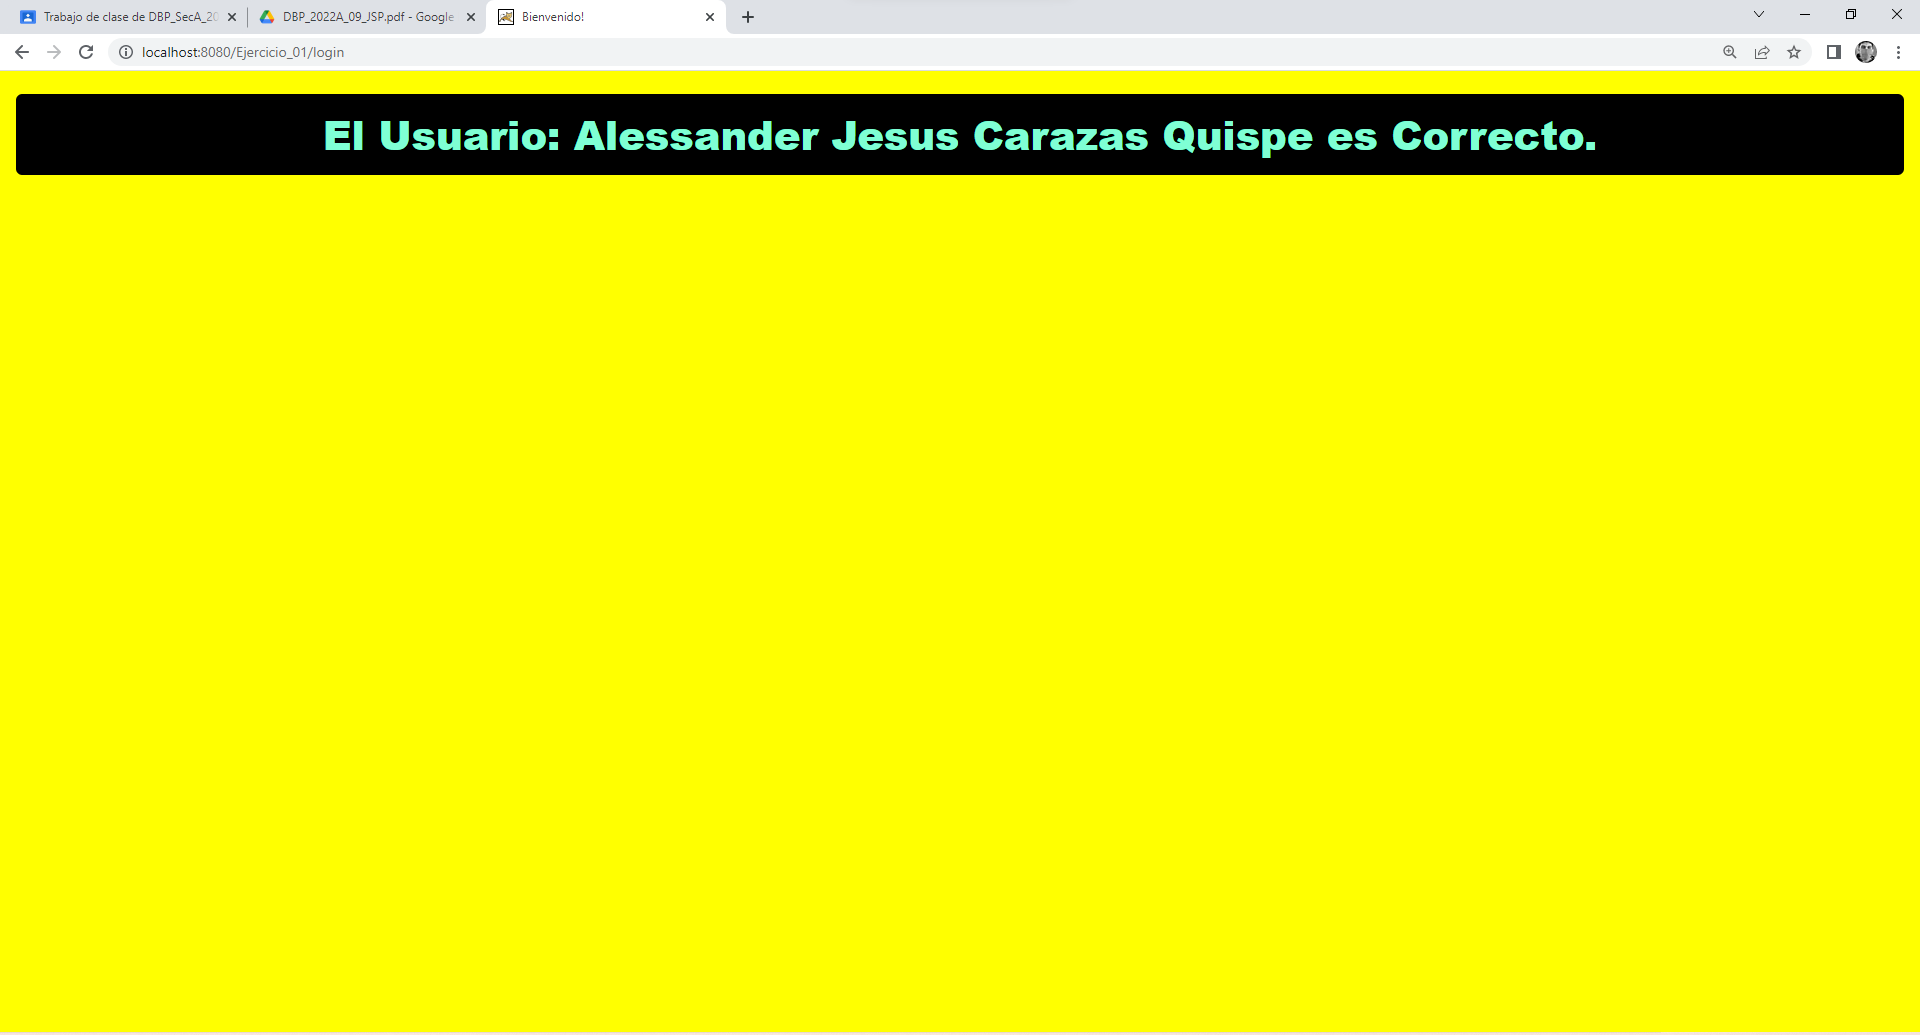 Trabajo de clase de DBP_SecA_20
DBP_2022A_09_JSP.pdf - Google
Bienvenido!
localhost:8080/Ejercicio_01/login
El Usuario: Alessander Jesus Carazas Quispe es Correcto.